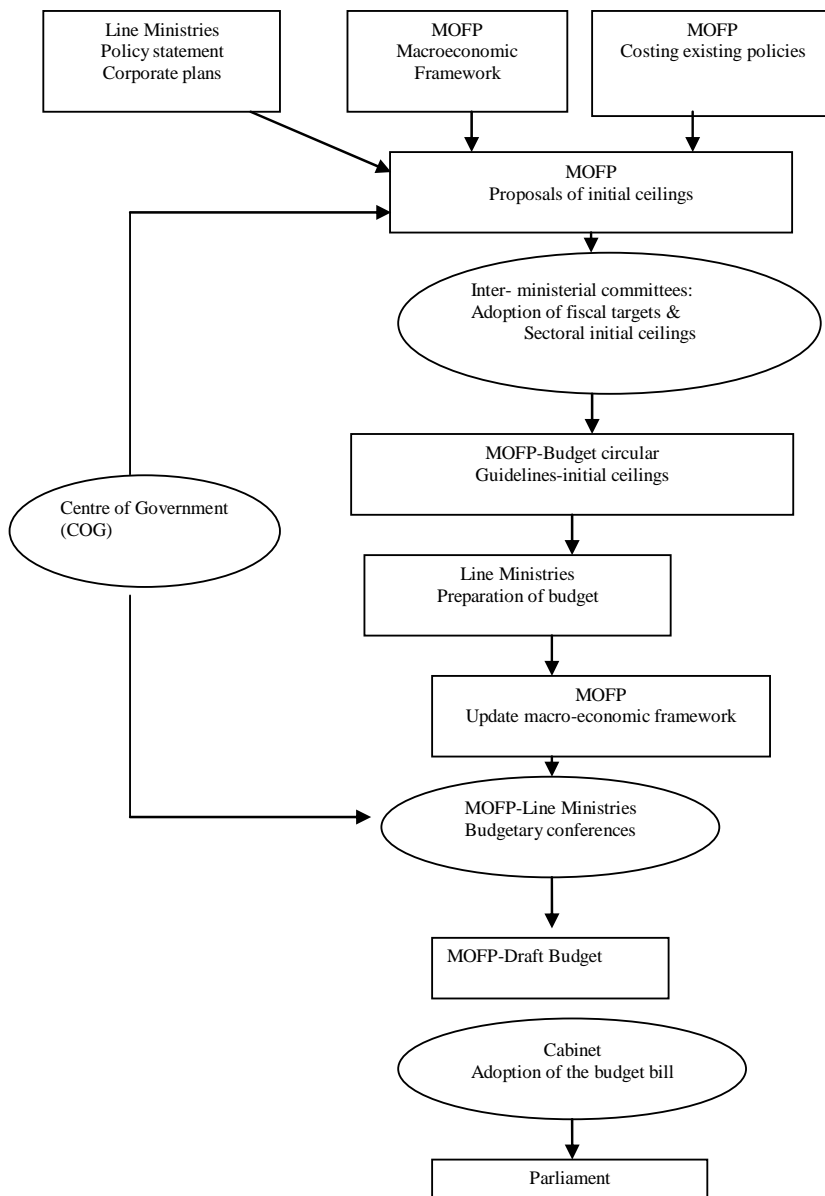 Line Ministries
Policy statement
Corporate plans
MOFP
Macroeconomic
Framework
MOFP
Costing existing policies
MOFP
Proposals of initial ceilings
Inter- ministerial committees:
Adoption of fiscal targets &
Sectoral initial ceilings
MOFP-Budget circular
Guidelines-initial ceilings
Centre of Government
(COG)
Line Ministries
Preparation of budget
MOFP
Update macro-economic framework
MOFP-Line Ministries
Budgetary conferences
MOFP-Draft Budget
Cabinet
Adoption of the budget bill
Parliament